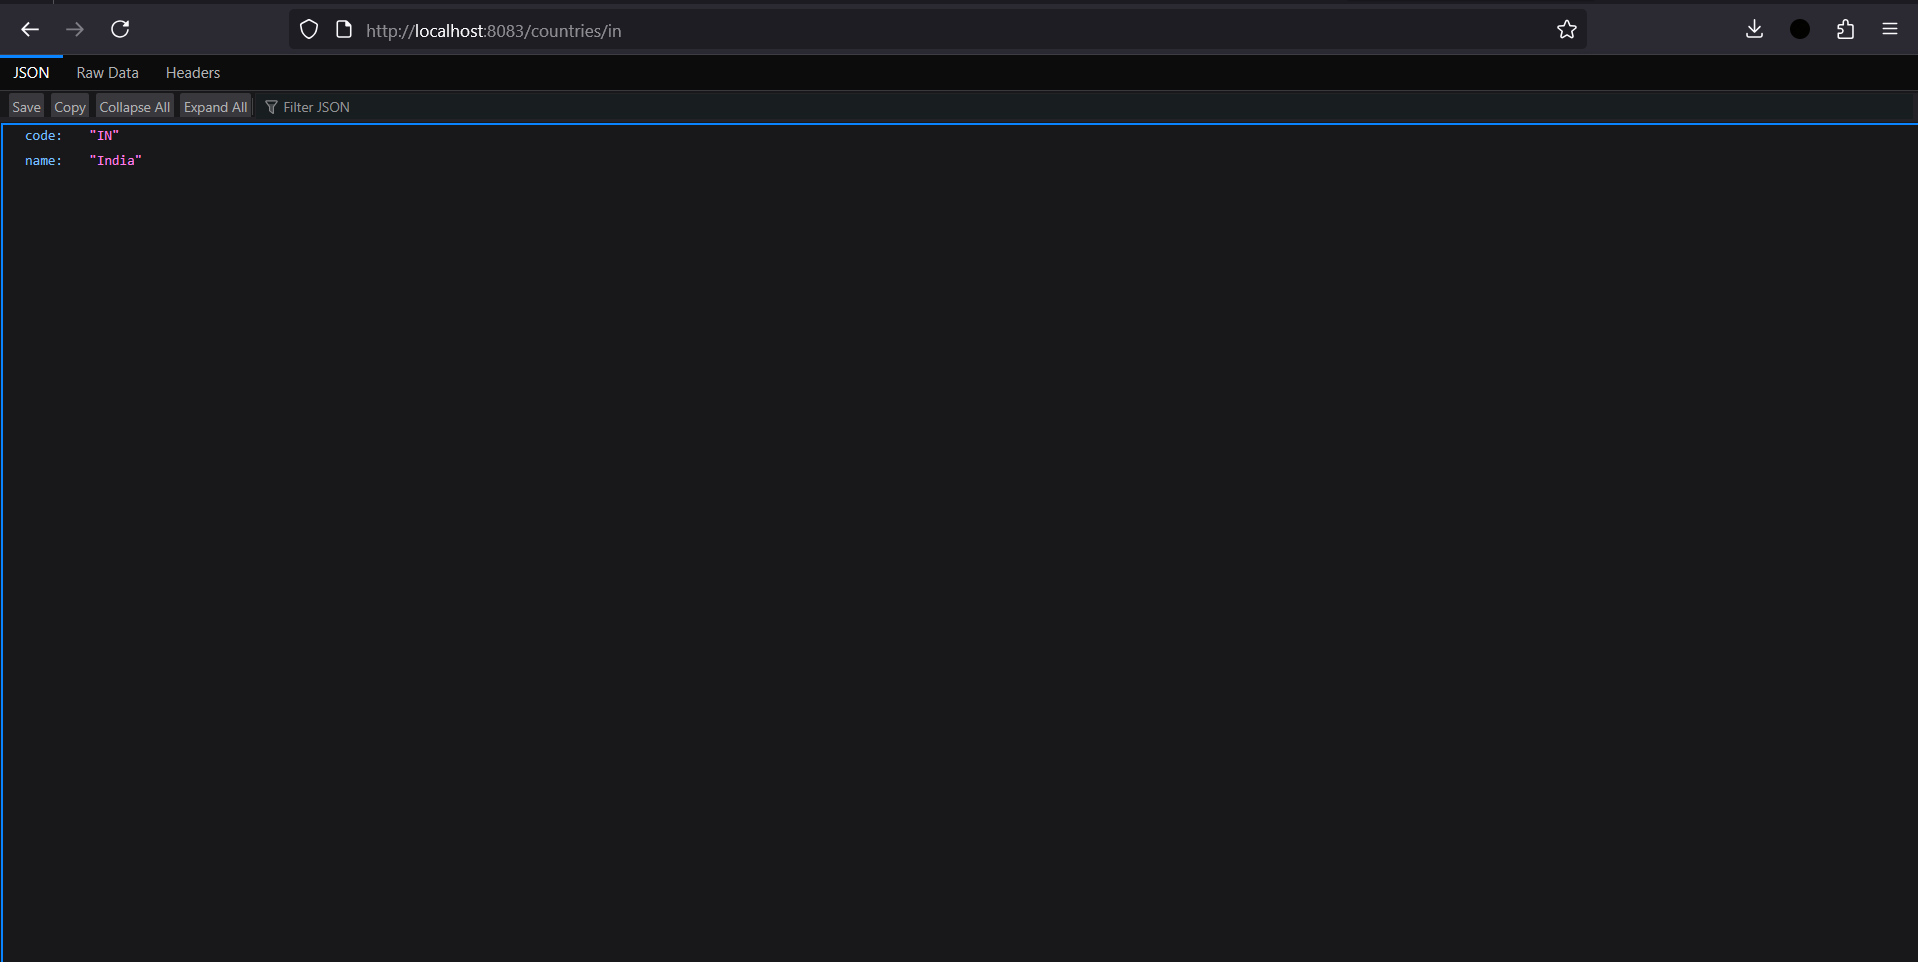 http://localhost:8083/countries/in
JSON Raw Data Headers
Save Copy Collapse All Expand All Filter JSON
code: "IN"
name: "India"